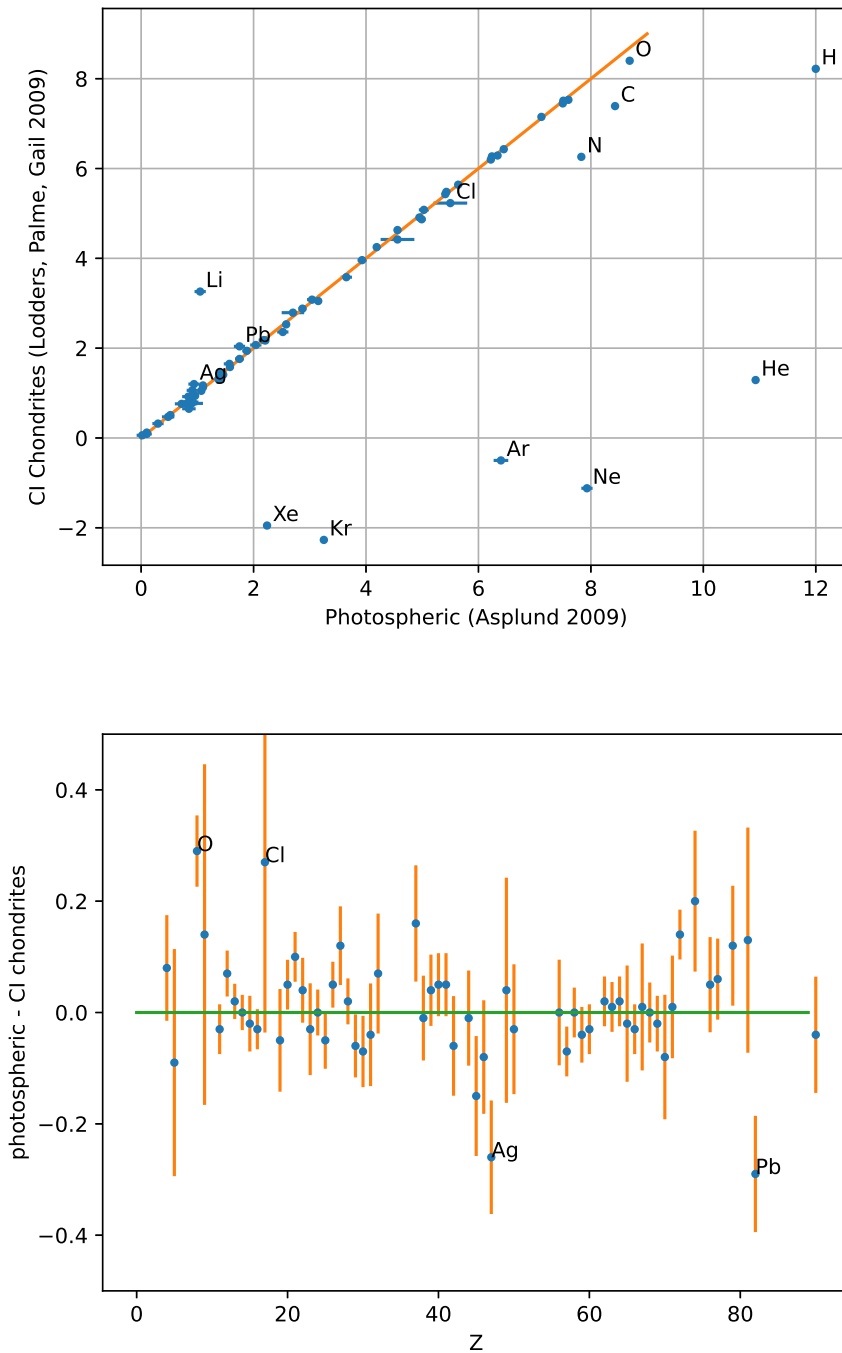 CI Chondrites (Lodders, Palme, Gail 2009)
8
6
4
2
0
−2
O
H
C
N
Cl
Li
Pb
Ag
He
Ar
Ne
Xe
Kr
0 2 4 6 8 10 12
Photospheric (Asplund 2009)
photospheric - CI chondrites
0.4
0.2
0.0
−0.2
−0.4
O
Cl
Ag
Pb
0 20 40 60 80
Z